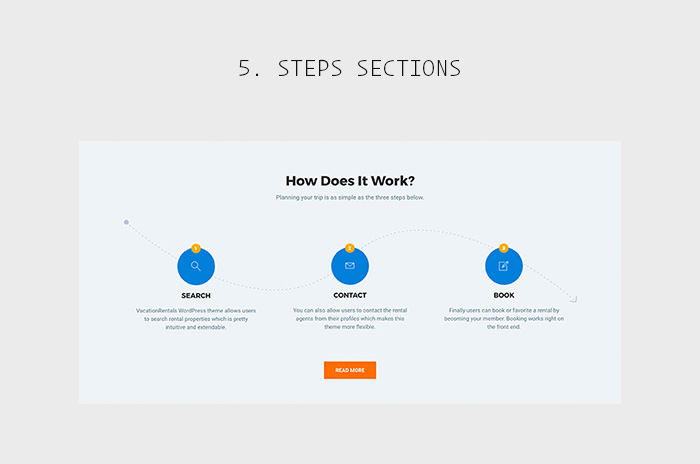 5. STEPS SECTIONS
How Does It Work?
Planning your trip is as simple as the three steps below.
1
2
3
SEARCH
VacationRentals WordPress theme allows users
to search rental properties which is pretty
intuitive and extendable.
CONTACT
You can also allow users to contact the rental
agents from their profiles which makes this
theme more flexible.
BOOK
Finally users can book or favorite a rental by
becoming your member. Booking works right on
the front end.
READ MORE